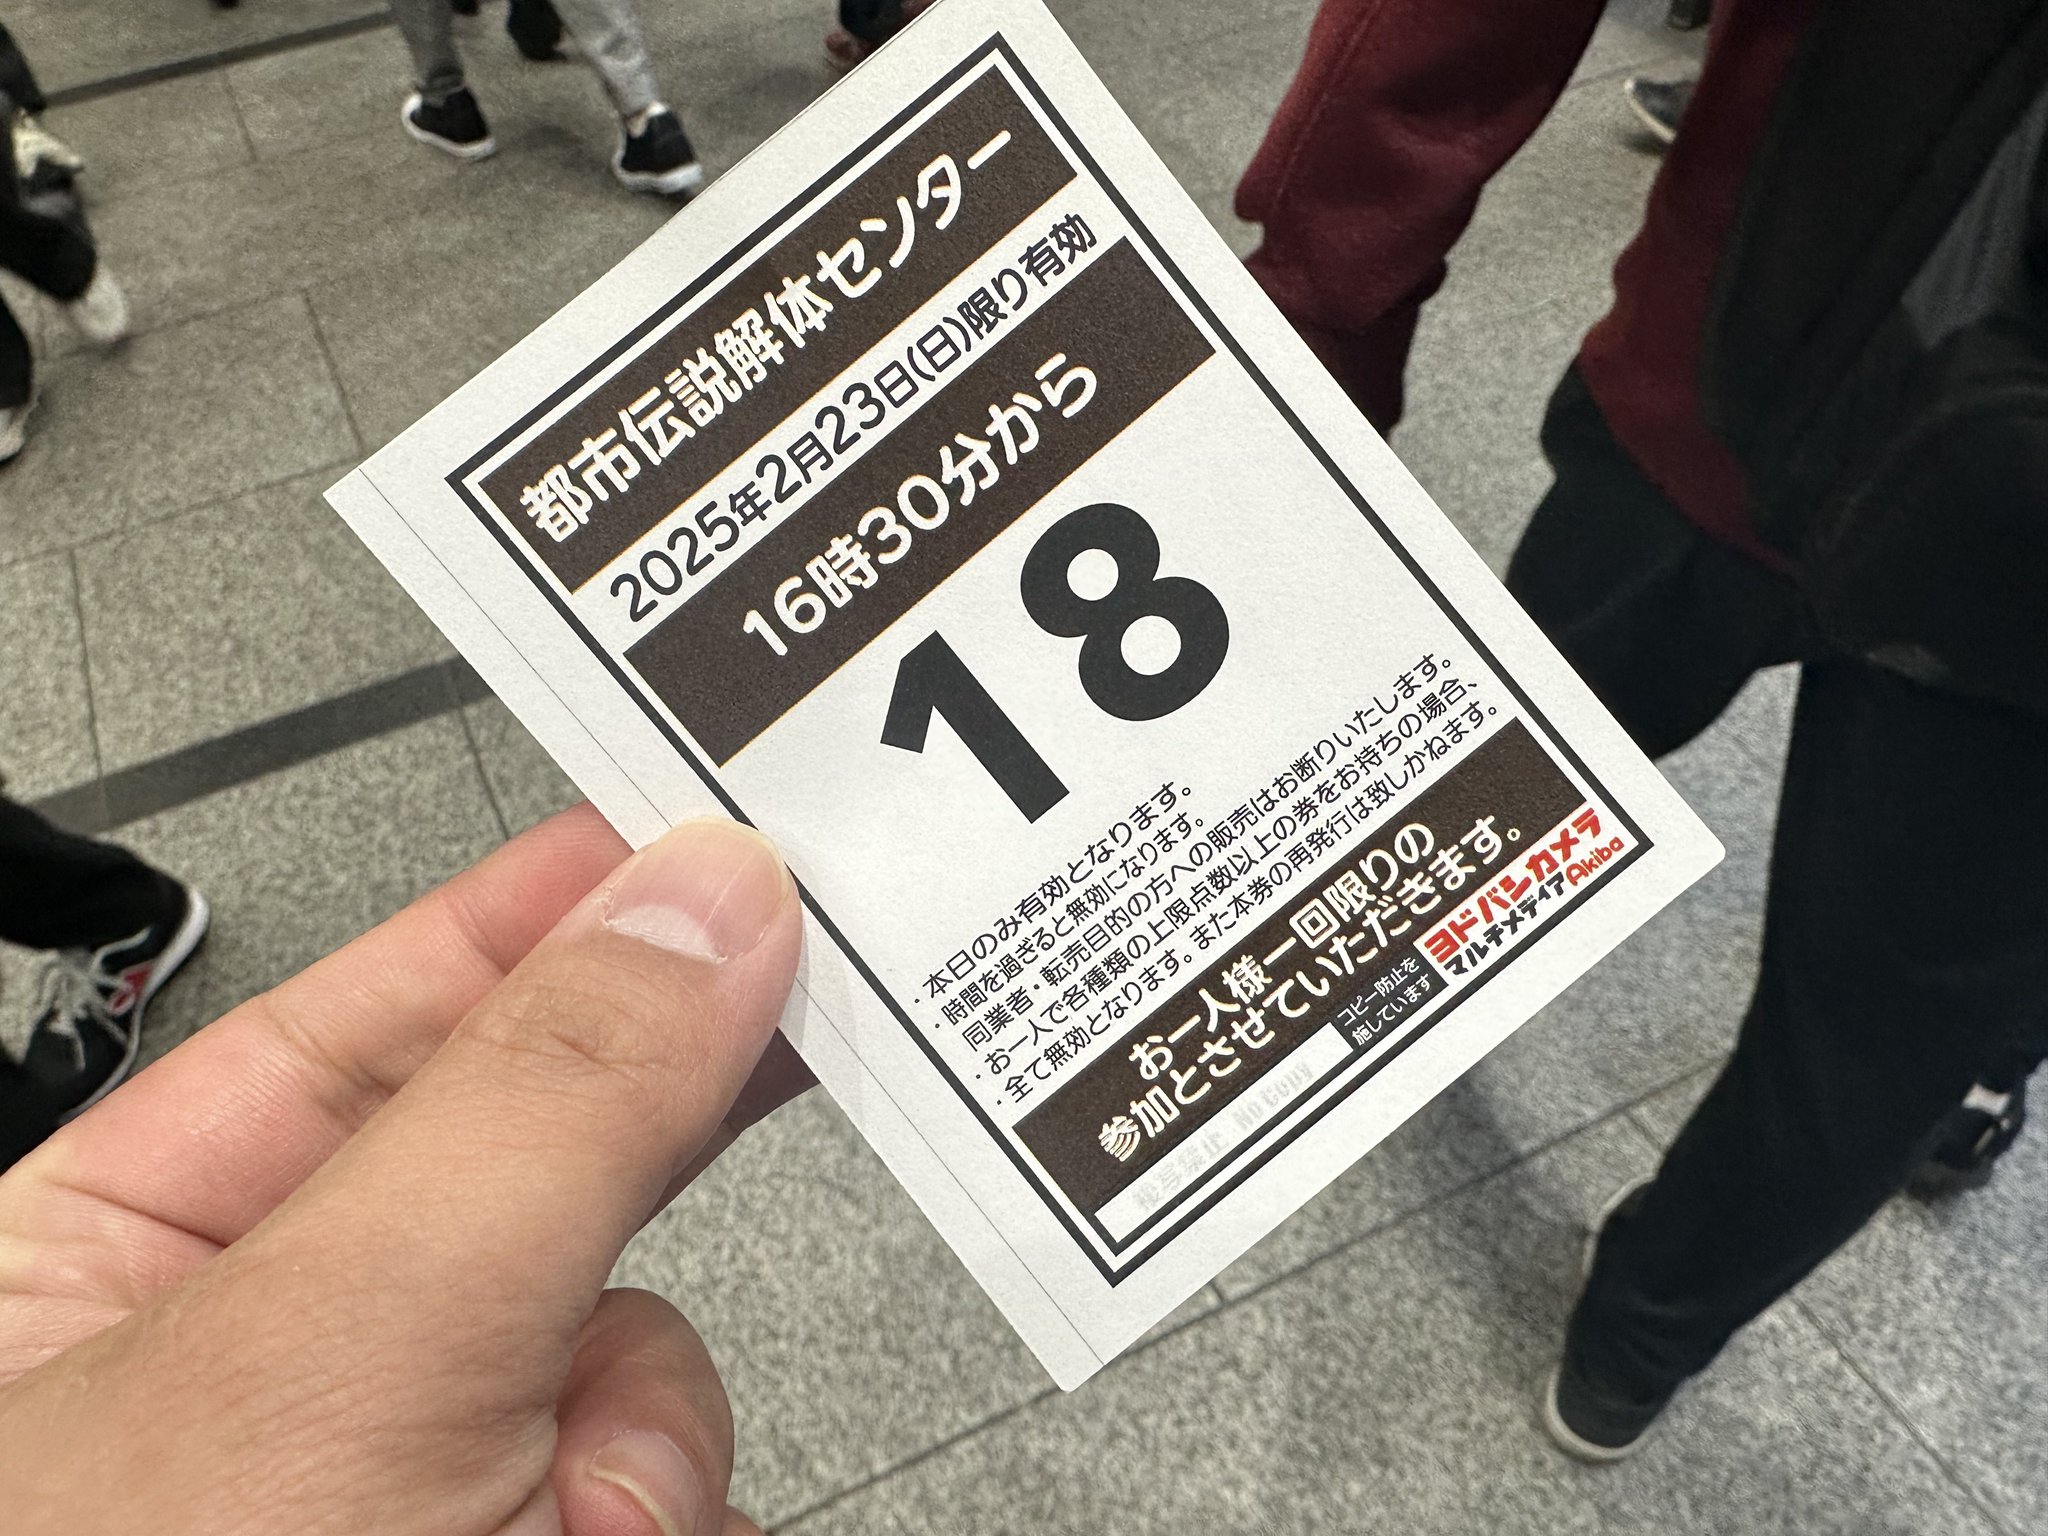 都市伝説解体センター
2025年2月23日(日)限り有効
16時30分から
18
・本日のみ有効となります。
・時間を過ぎると無効になります。
同業者・転売目的の方への販売はお断りいたします。
・お一人で各種類の上限点数以上の券をお持ちの場合、
・全て無効となります。また本券の再発行は致しかねます。
お一人様一回限りの
参加とさせていただきます。
複写禁止 No Copy
コピー防止を
施しています
ヨドバシカメラ
マルチメディア Akiba